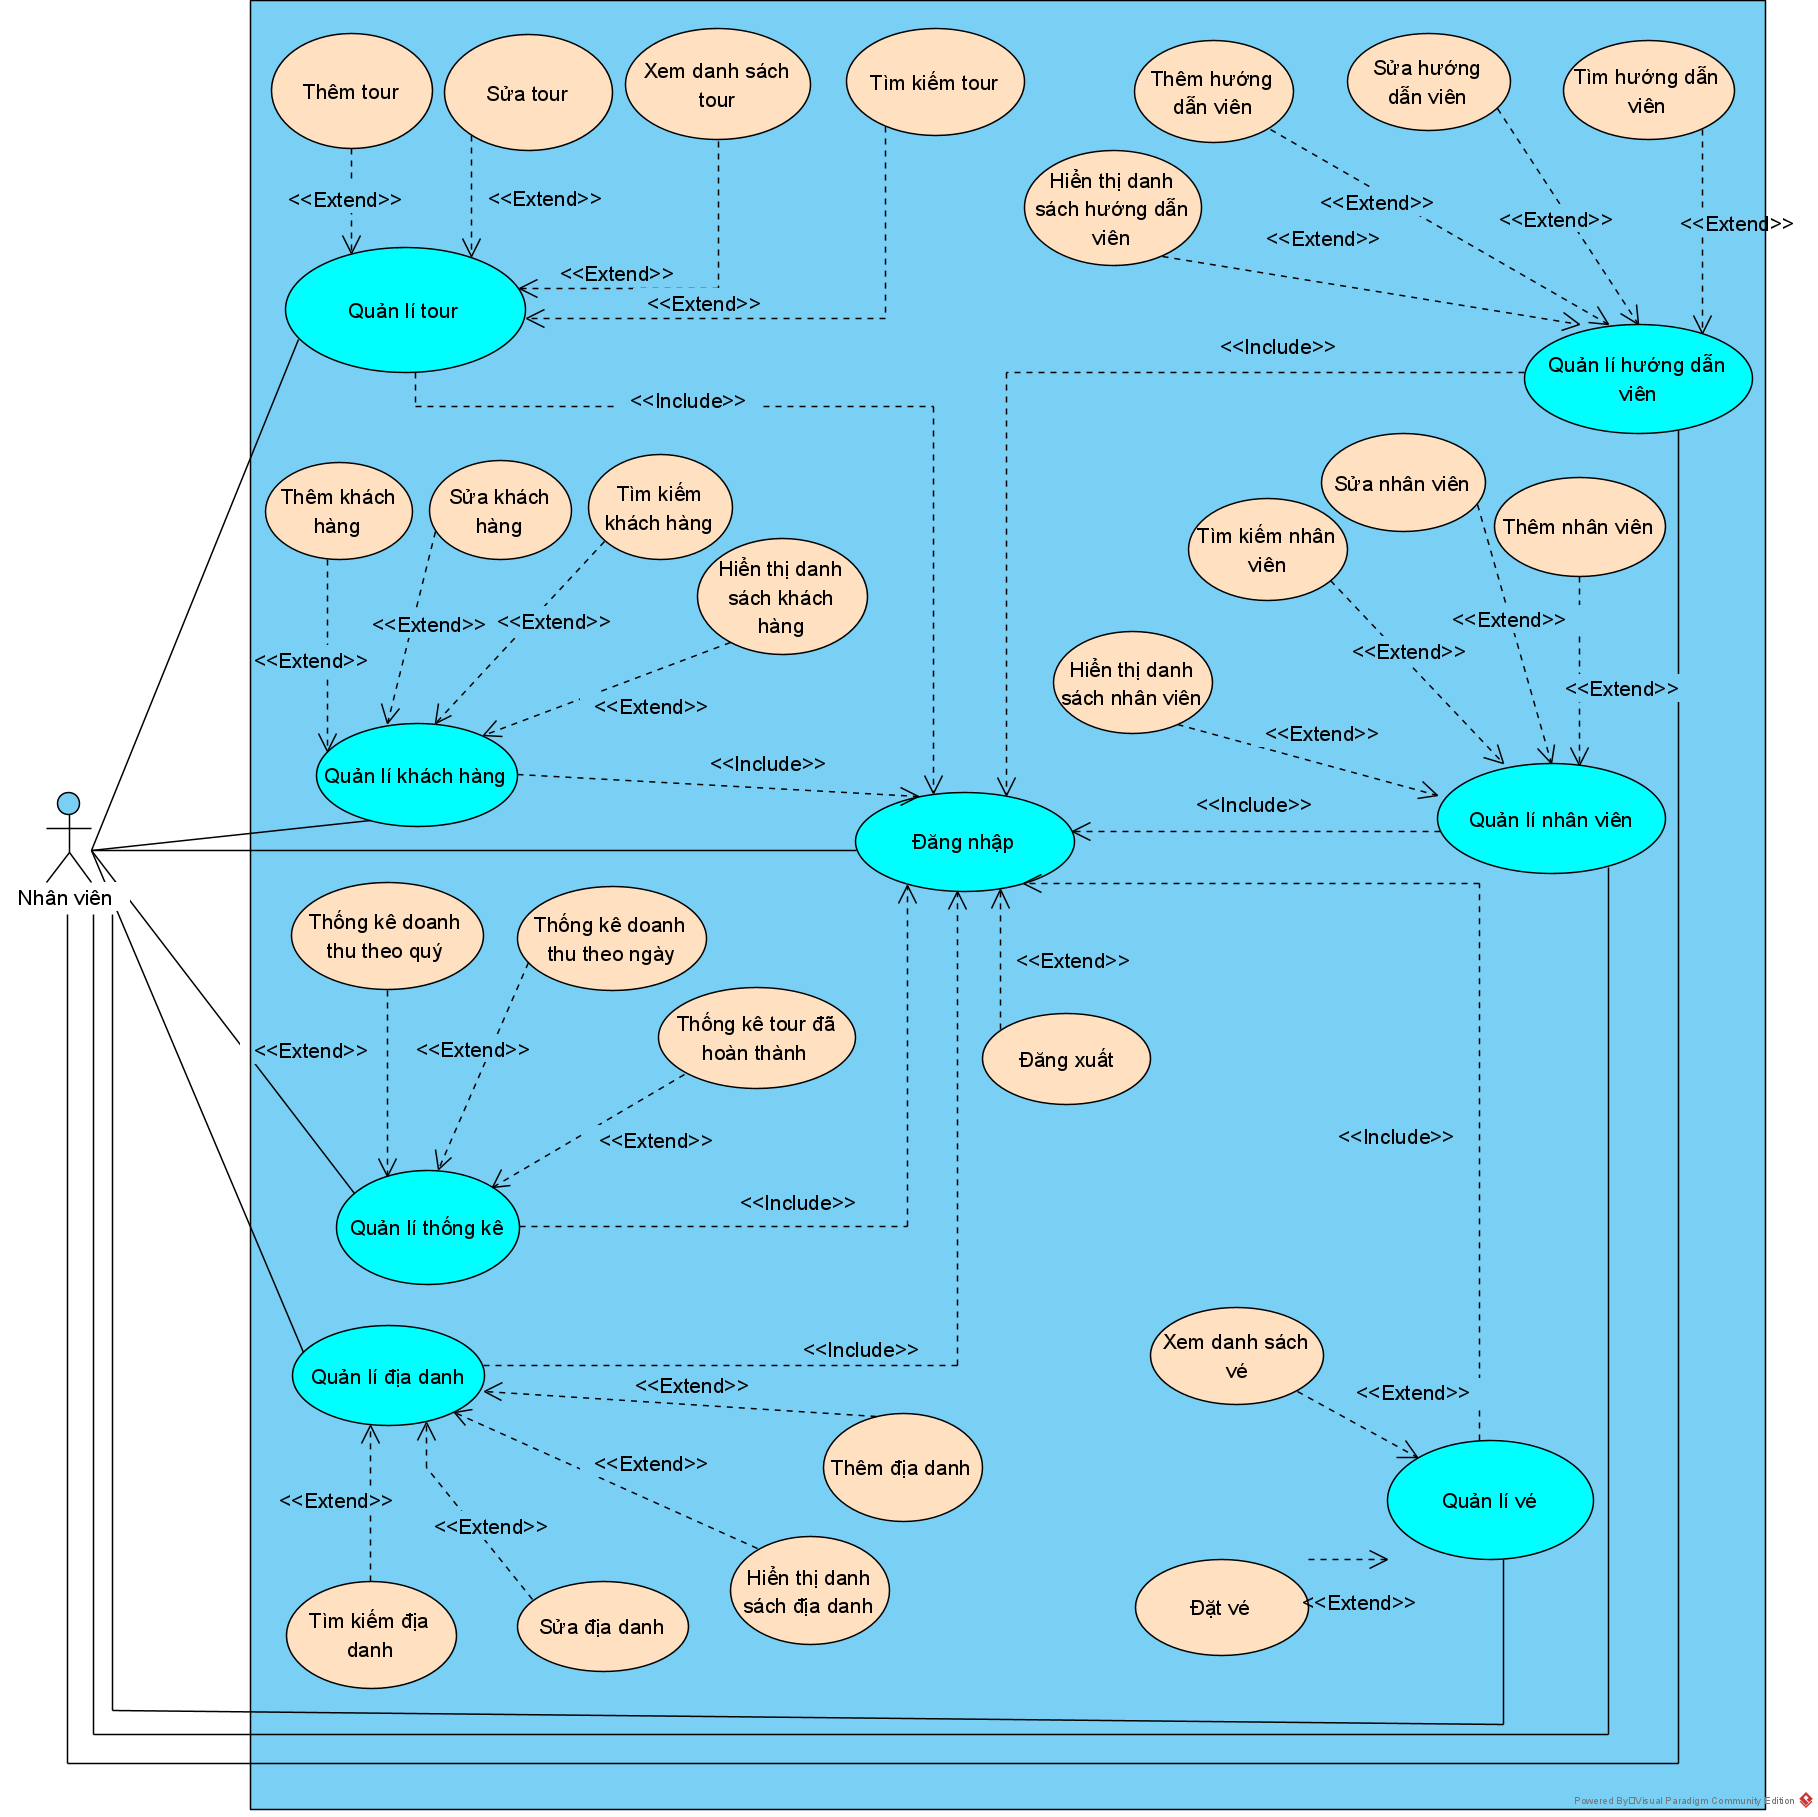 Thêm tour
Sửa tour
Xem danh sách
tour
Tìm kiếm tour
Thêm hướng
dẫn viên
Sửa hướng
dẫn viên
Tìm hướng dẫn
viên
Hiển thị danh
sách hướng dẫn
viên
<<Extend>>
<<Extend>>
<<Extend>>
<<Extend>>
<<Extend>>
<<Extend>>
<<Extend>>
<<Extend>>
Quản lí tour
<<Include>>
Quản lí hướng dẫn
viên
<<Include>>
Thêm khách
hàng
Sửa khách
hàng
Tìm kiếm
khách hàng
Hiển thị danh
sách khách
hàng
Tìm kiếm nhân
viên
Sửa nhân viên
Thêm nhân viên
Hiển thị danh
sách nhân viên
<<Extend>>
<<Extend>>
<<Extend>>
<<Extend>>
<<Extend>>
<<Extend>>
<<Extend>>
<<Extend>>
Quản lí khách hàng
<<Include>>
<<Include>>
Quản lí nhân viên
Đăng nhập
Nhân viên
Thống kê doanh
thu theo quý
Thống kê doanh
thu theo ngày
Thống kê tour đã
hoàn thành
<<Extend>>
Đăng xuất
<<Extend>>
<<Extend>>
<<Extend>>
<<Include>>
<<Include>>
Quản lí thống kê
Quản lí địa danh
<<Include>>
<<Extend>>
Xem danh sách
vé
<<Extend>>
<<Extend>>
<<Extend>>
<<Extend>>
Thêm địa danh
Quản lí vé
Hiển thị danh
sách địa danh
Tìm kiếm địa
danh
Sửa địa danh
Đặt vé
<<Extend>>
Powered By□Visual Paradigm Community Edition